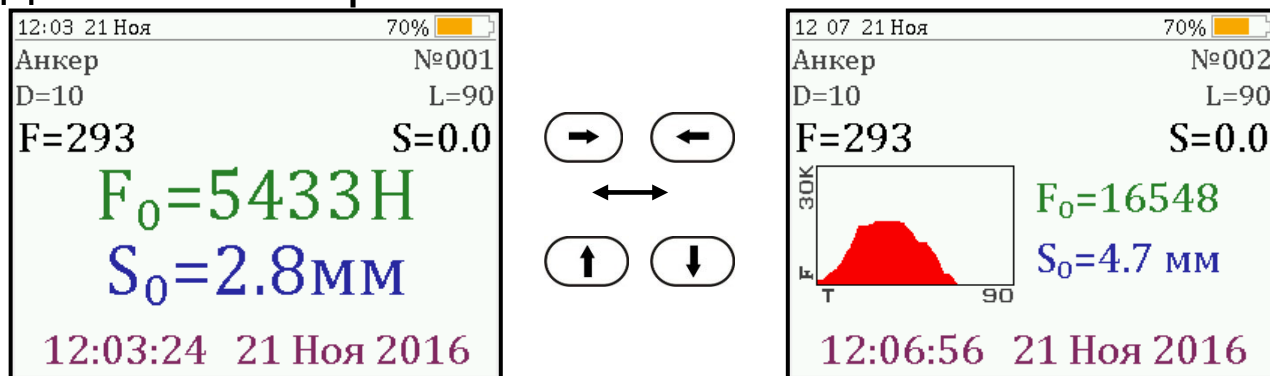 12:03 21 Ноя 70%
Анкер №001
D=10 L=90
F=293 S=0.0
F₀=5433Н
S₀=2.8мм
12:03:24 21 Ноя 2016
12 07 21 Ноя 70%
Анкер №002
D=10 L=90
F=293 S=0.0
30K
F
T 90
F₀=16548
S₀=4.7 мм
12:06:56 21 Ноя 2016